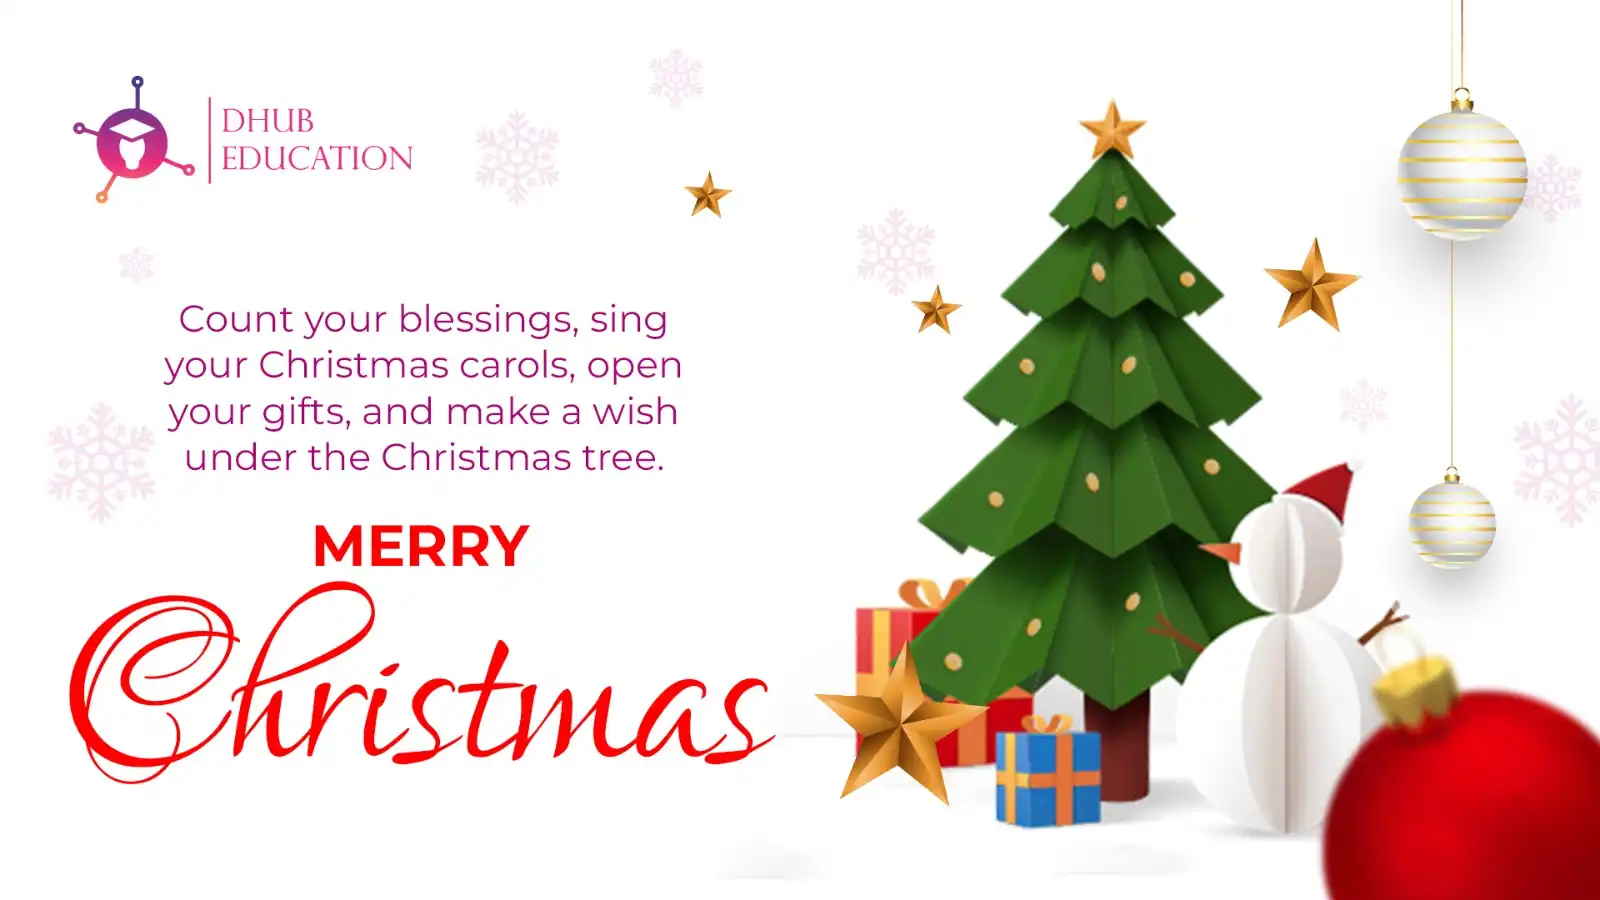 DHUB
EDUCATION
Count your blessings, sing
your Christmas carols, open
your gifts, and make a wish
under the Christmas tree.
MERRY
Christmas